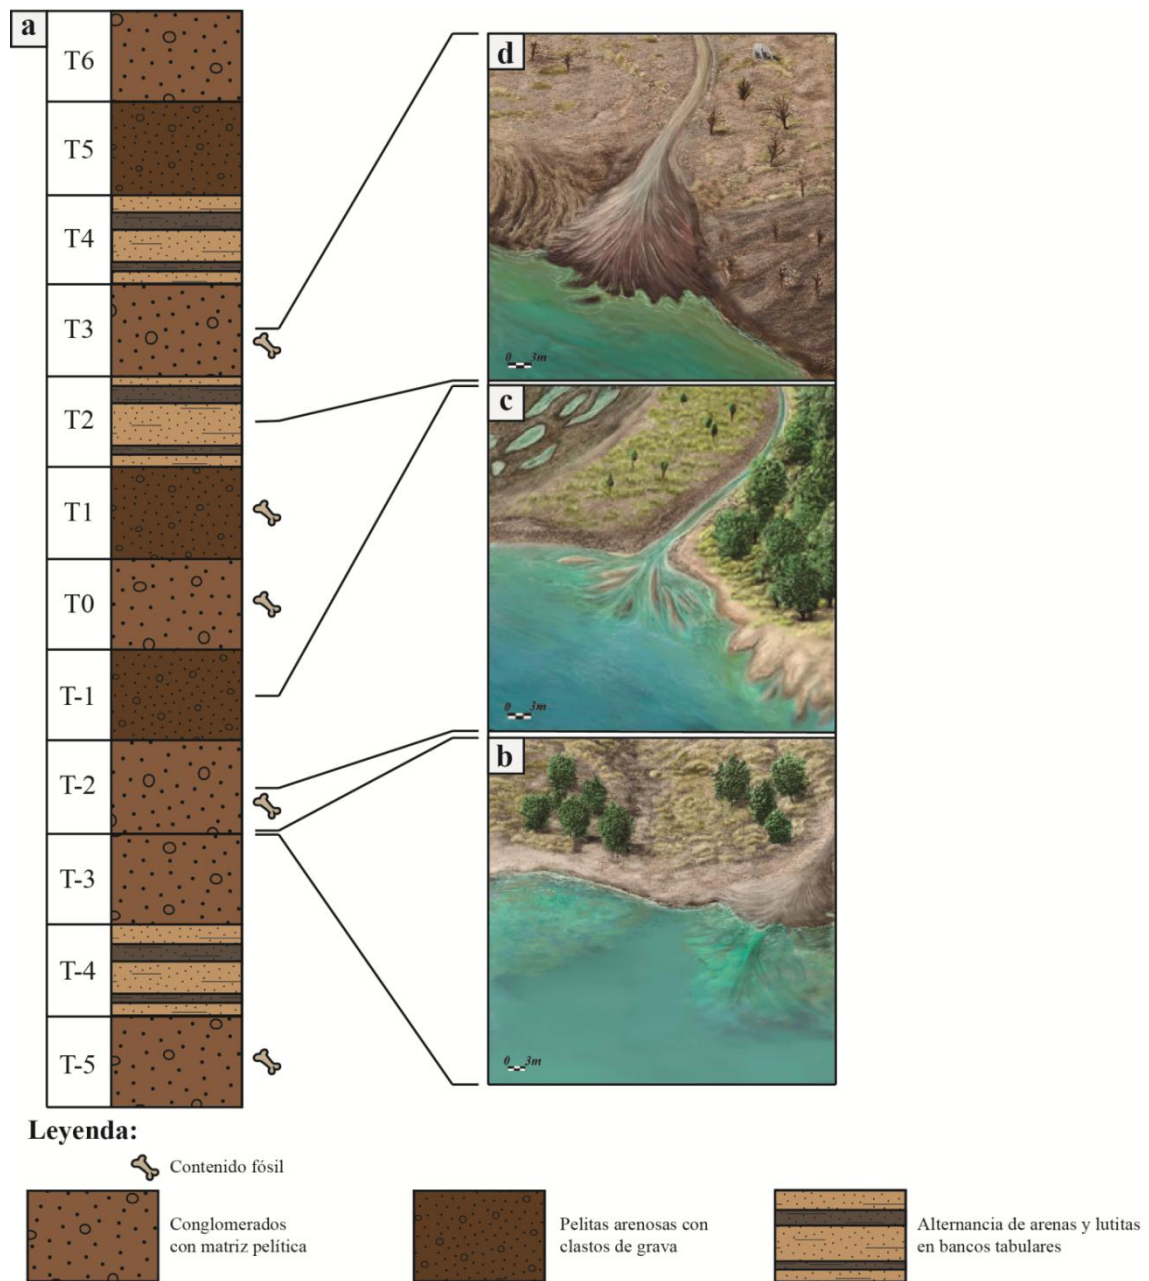 a
T6
T5
T4
T3
T2
T1
T0
T-1
T-2
T-3
T-4
T-5
d
0 3m
c
0 3m
b
0 3m
Leyenda:
Contenido fósil
Conglomerados
con matriz pelítica
Pelitas arenosas con
clastos de grava
Alternancia de arenas y lutitas
en bancos tabulares